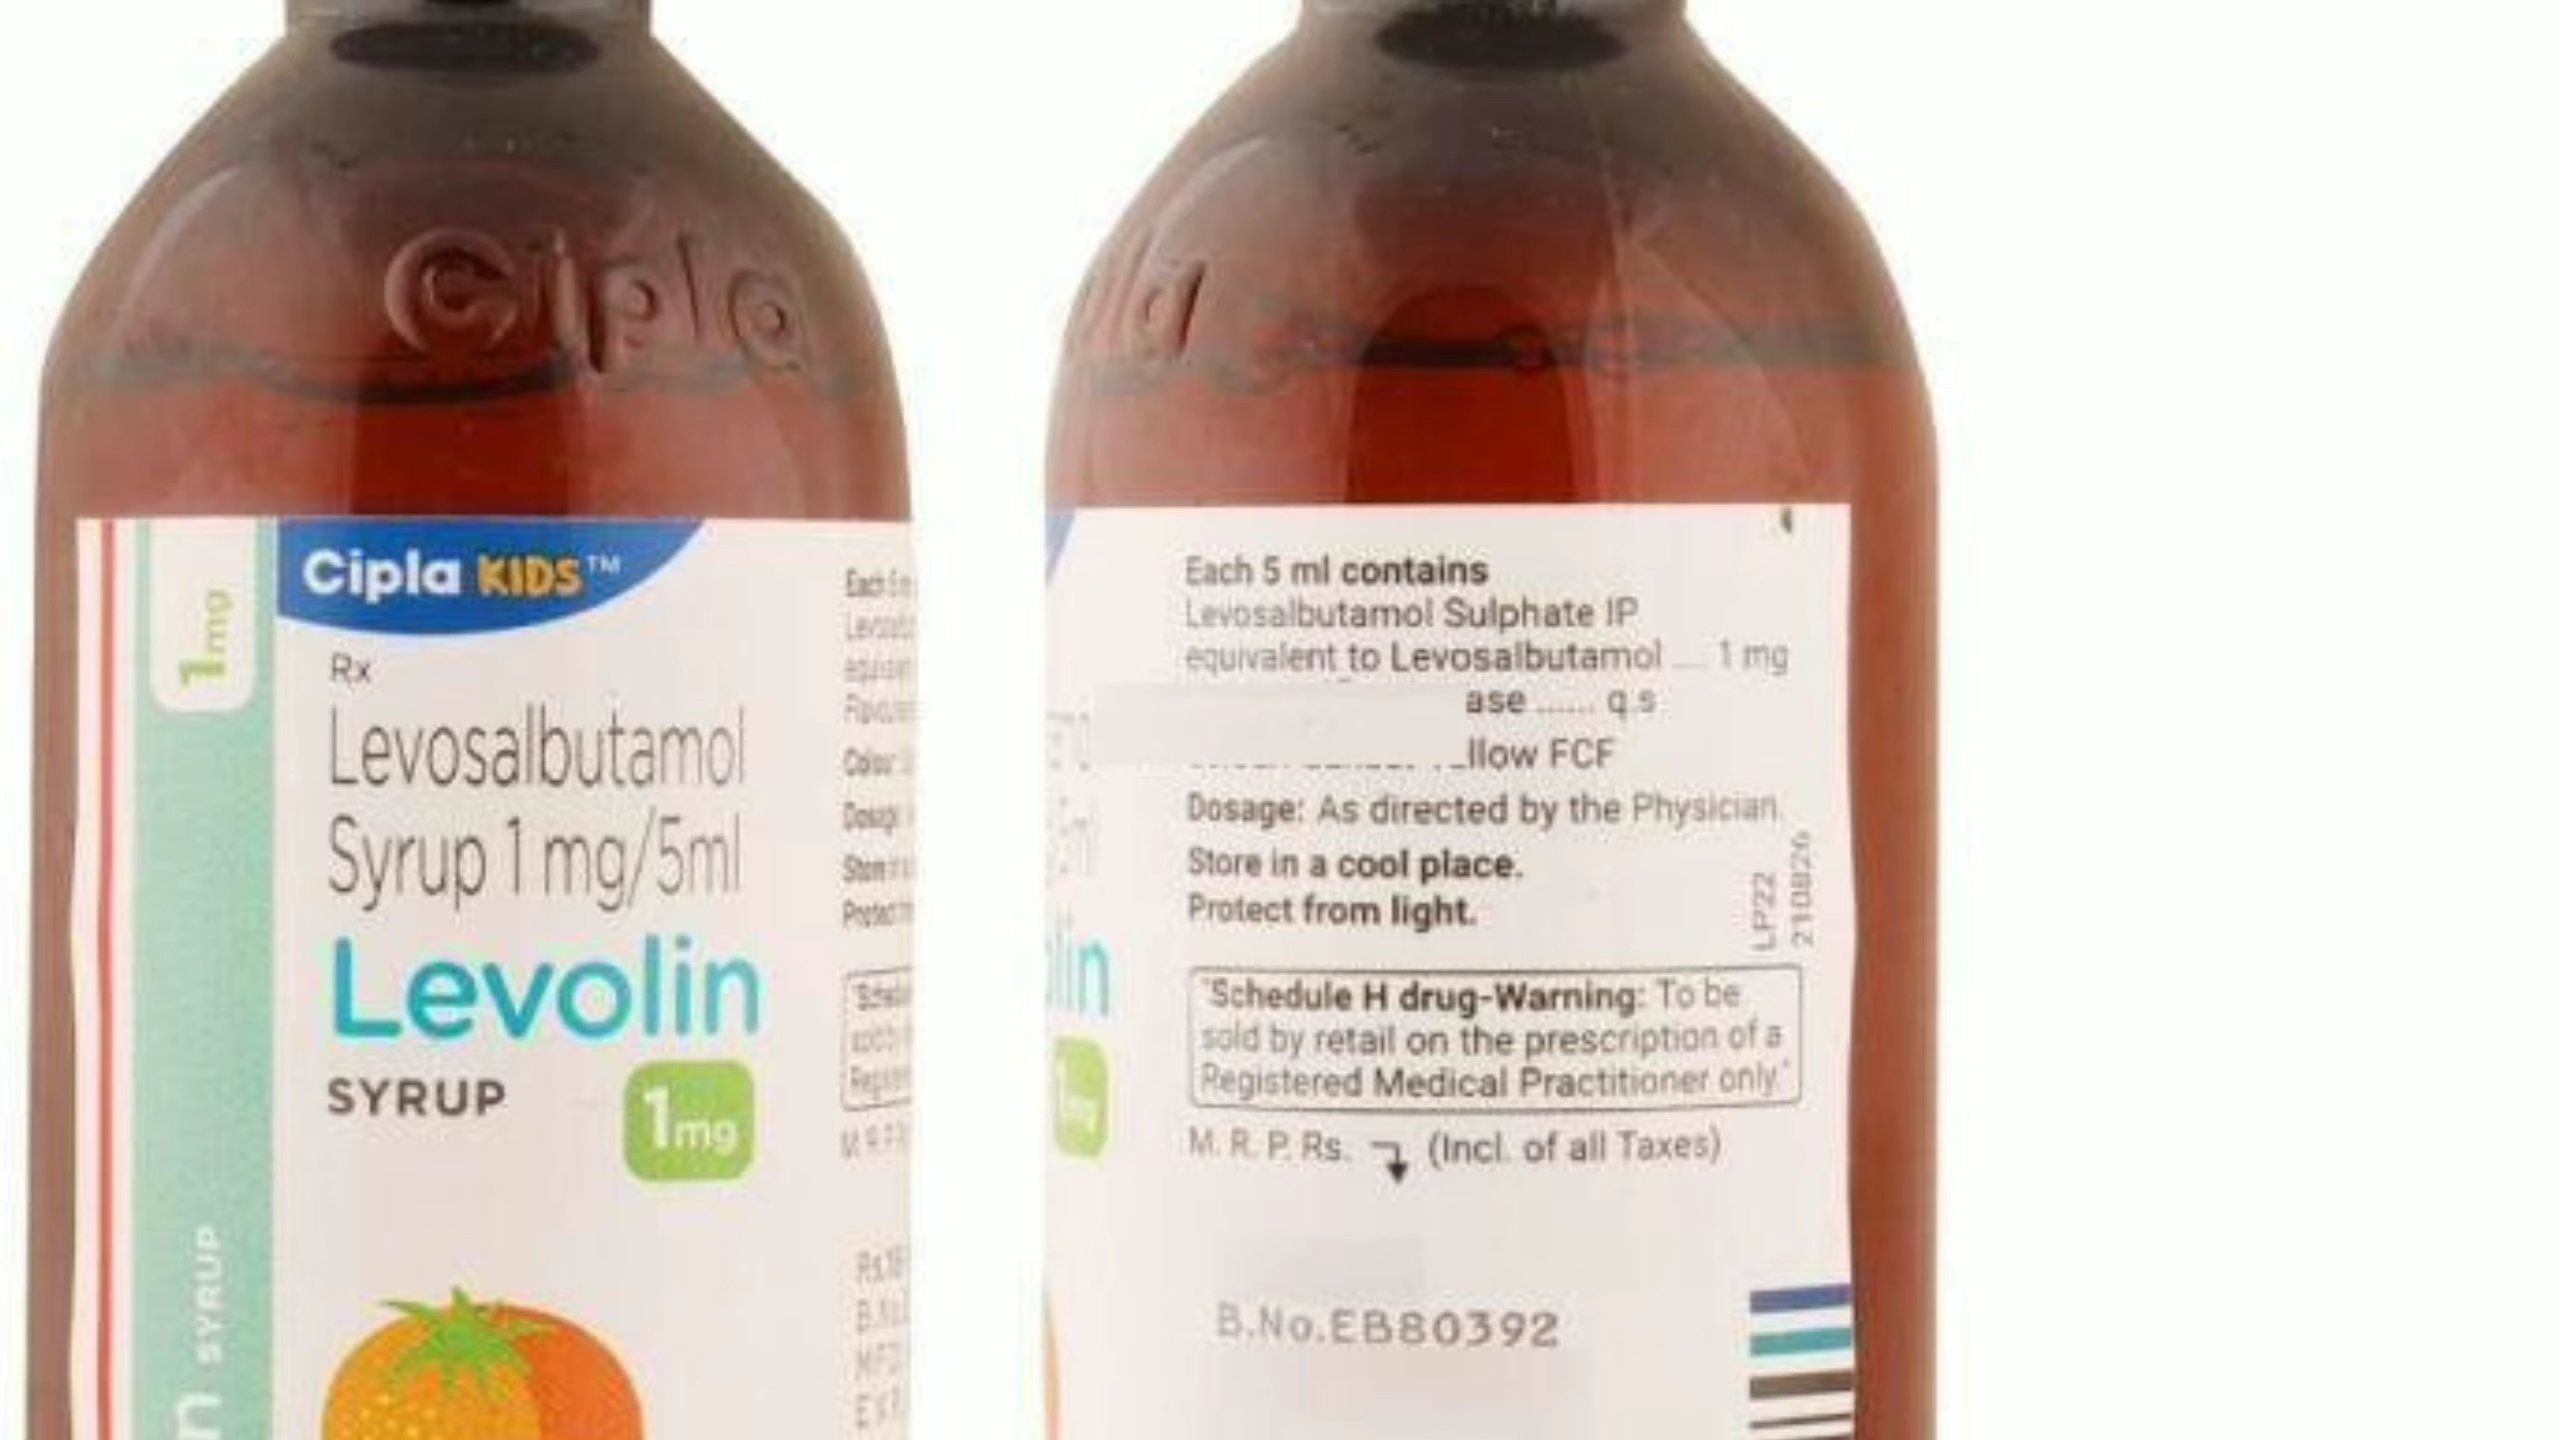 Cipla
Cipla KIDS™
1mg
Rx
Levosalbutamol
Syrup 1 mg/5ml
Levolin
SYRUP
1mg
SYRUP
Each 5 ml contains
Levosalbutamol Sulphate IP
equivalent to Levosalbutamol .... 1 mg
ase ...... q.s
llow FCF
Dosage: As directed by the Physician.
Store in a cool place.
Protect from light.
LP22
210826
"Schedule H drug-Warning: To be
sold by retail on the prescription of a
Registered Medical Practitioner only."
M. R. P. Rs. (Incl. of all Taxes)
B.No.EB80392
lin
1mg